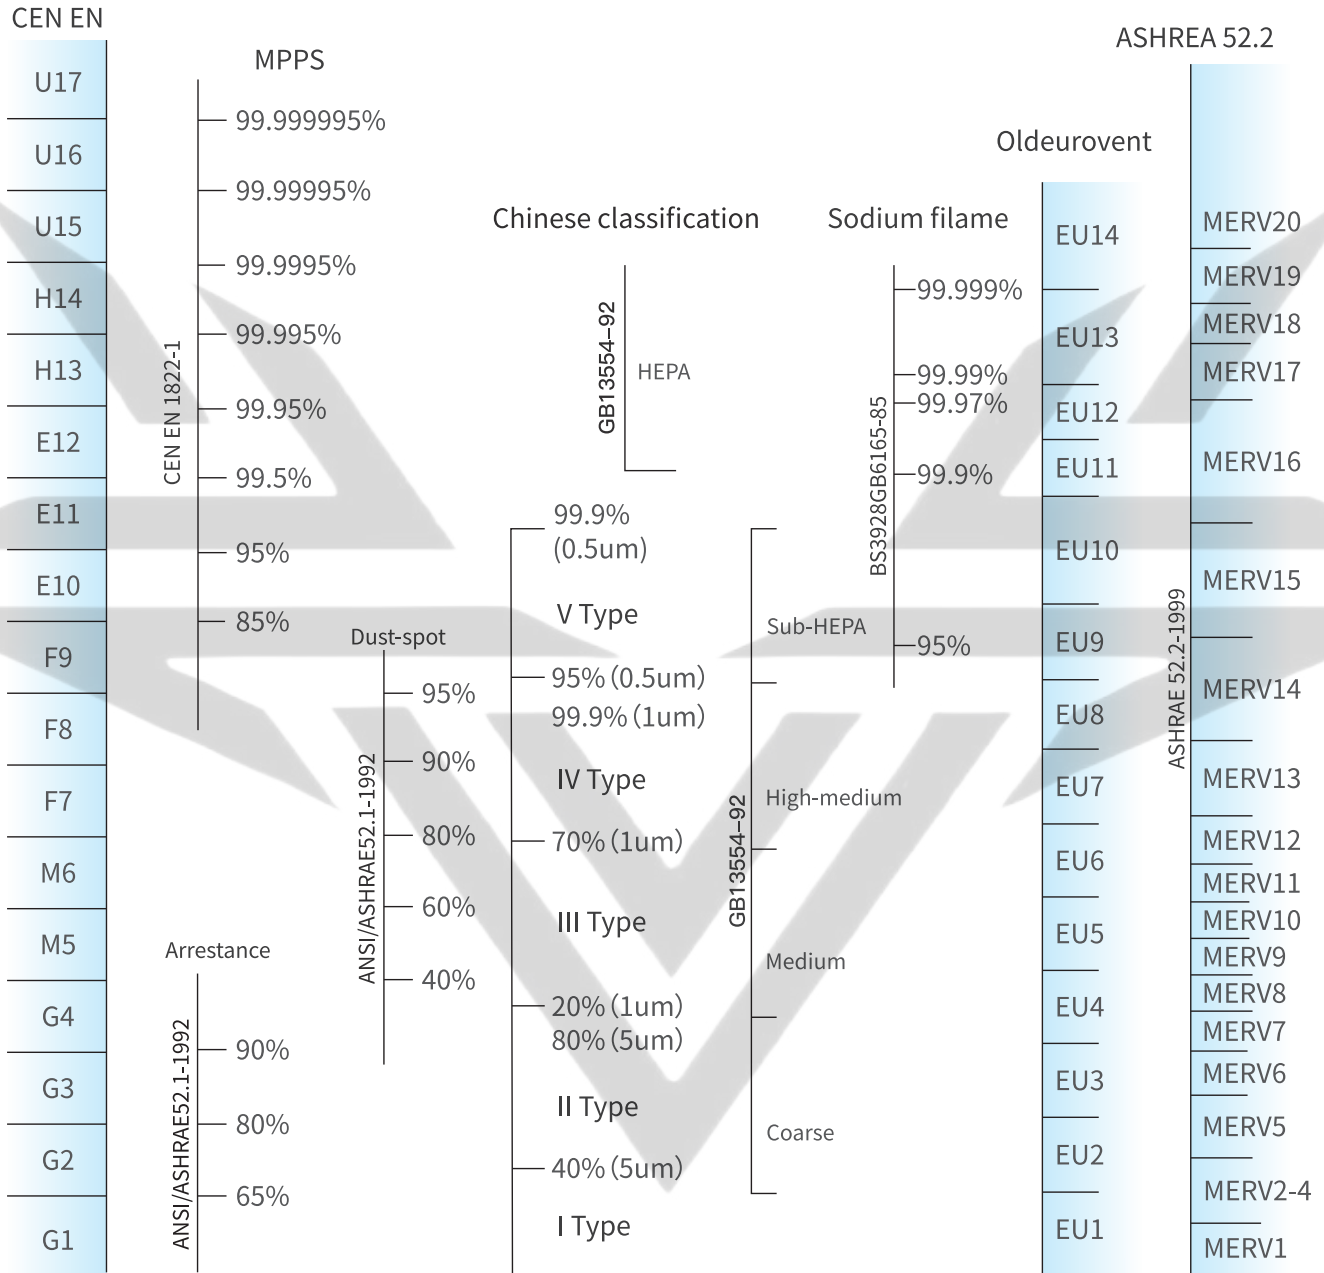 CEN EN
U17
U16
U15
H14
H13
E12
E11
E10
F9
F8
F7
M6
M5
G4
G3
G2
G1
MPPS
CEN EN 1822-1
99.999995%
99.99995%
99.9995%
99.995%
99.95%
99.5%
95%
85%
Arrestance
ANSI/ASHRAE52.1-1992
90%
80%
65%
Dust-spot
ANSI/ASHRAE52.1-1992
95%
90%
80%
60%
40%
Chinese classification
GB13554-92
HEPA
99.9%
(0.5um)
V Type
95% (0.5um)
99.9% (1um)
IV Type
70% (1um)
III Type
20% (1um)
80% (5um)
II Type
40% (5um)
I Type
GB13554-92
Sub-HEPA
High-medium
Medium
Coarse
Sodium filame
BS3928GB6165-85
99.999%
99.99%
99.97%
99.9%
95%
Oldeurovent
EU14
EU13
EU12
EU11
EU10
EU9
EU8
EU7
EU6
EU5
EU4
EU3
EU2
EU1
ASHREA 52.2
ASHRAE 52.2-1999
MERV20
MERV19
MERV18
MERV17
MERV16
MERV15
MERV14
MERV13
MERV12
MERV11
MERV10
MERV9
MERV8
MERV7
MERV6
MERV5
MERV2-4
MERV1